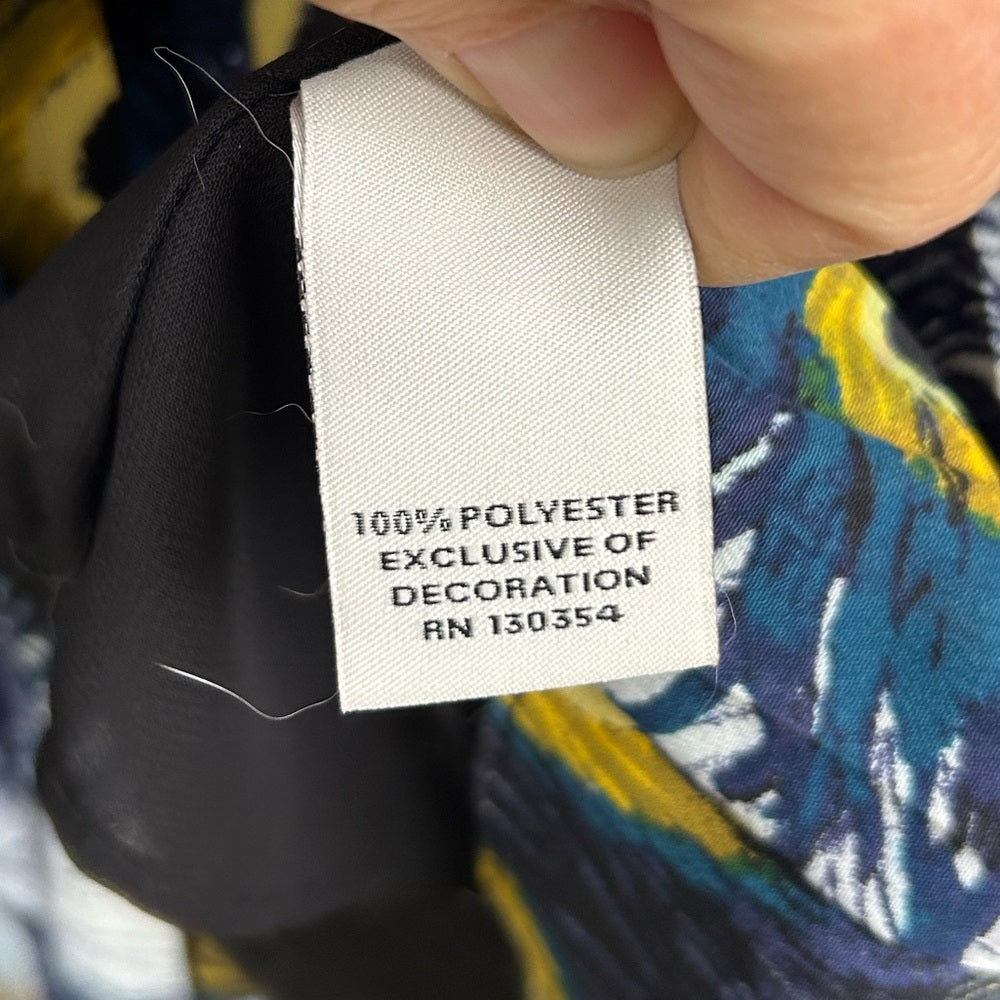 100% POLYESTER
EXCLUSIVE OF
DECORATION
RN 130354